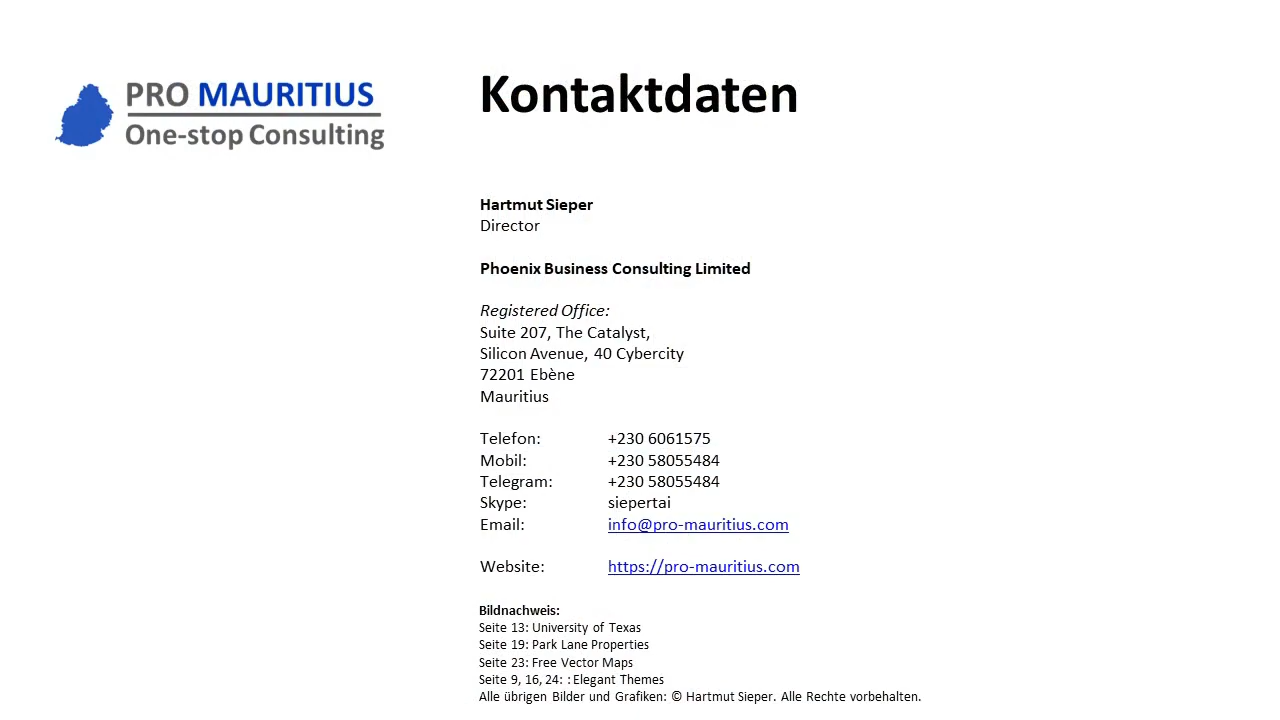 PRO MAURITIUS
One-stop Consulting
Kontaktdaten
Hartmut Sieper
Director
Phoenix Business Consulting Limited
Registered Office:
Suite 207, The Catalyst,
Silicon Avenue, 40 Cybercity
72201 Ebène
Mauritius
Telefon: +230 6061575
Mobil: +230 58055484
Telegram: +230 58055484
Skype: siepertai
Email: info@pro-mauritius.com
Website: https://pro-mauritius.com
Bildnachweis:
Seite 13: University of Texas
Seite 19: Park Lane Properties
Seite 23: Free Vector Maps
Seite 9, 16, 24: : Elegant Themes
Alle übrigen Bilder und Grafiken: © Hartmut Sieper. Alle Rechte vorbehalten.